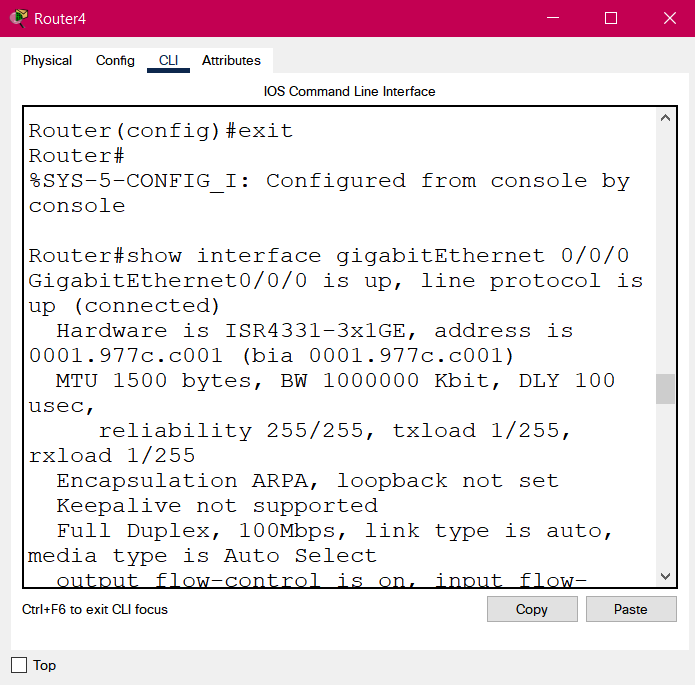 Router4
Physical Config CLI Attributes
IOS Command Line Interface
Router(config)#exit
Router#
%SYS-5-CONFIG_I: Configured from console by
console
Router#show interface gigabitEthernet 0/0/0
GigabitEthernet0/0/0 is up, line protocol is
up (connected)
Hardware is ISR4331-3x1GE, address is
0001.977c.c001 (bia 0001.977c.c001)
MTU 1500 bytes, BW 1000000 Kbit, DLY 100
usec,
reliability 255/255, txload 1/255,
rxload 1/255
Encapsulation ARPA, loopback not set
Keepalive not supported
Full Duplex, 100Mbps, link type is auto,
media type is Auto Select
output flow-control is on, input flow-
Ctrl+F6 to exit CLI focus
Copy Paste
Top